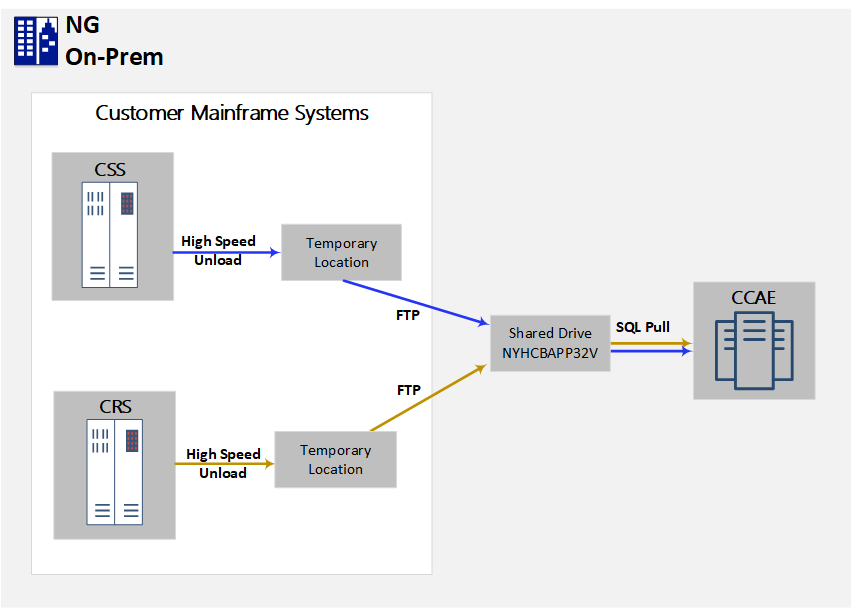 NG
On-Prem
Customer Mainframe Systems
CSS
High Speed
Unload
Temporary
Location
FTP
Shared Drive
NYHCBAPP32V
SQL Pull
CCAE
CRS
High Speed
Unload
Temporary
Location
FTP